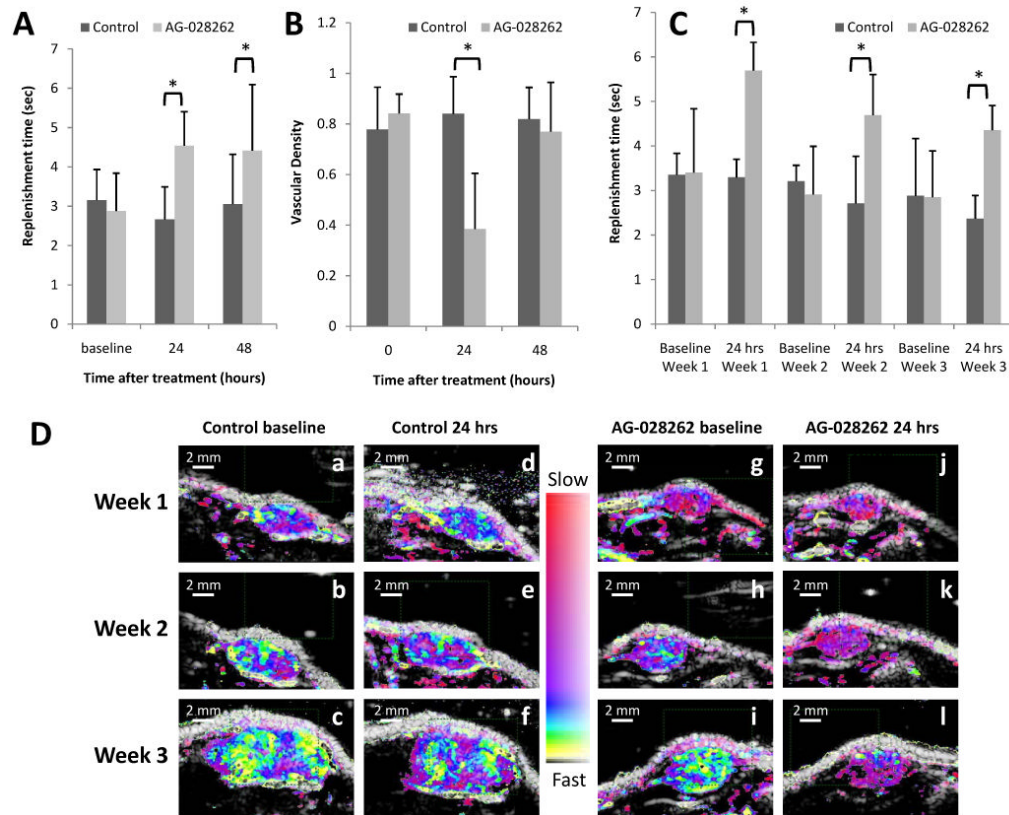 A
Control AG-028262
Replenishment time (sec)
7
6
5
4
3
2
1
0
*
*
baseline 24 48
Time after treatment (hours)
B
Control AG-028262
Vascular Density
1.2
1
0.8
0.6
0.4
0.2
0
*
0 24 48
Time after treatment (hours)
C
Control AG-028262
Replenishment time (sec)
7
6
5
4
3
2
1
0
*
*
*
Baseline 24 hrs Baseline 24 hrs Baseline 24 hrs
Week 1 Week 1 Week 2 Week 2 Week 3 Week 3
D
Control baseline Control 24 hrs AG-028262 baseline AG-028262 24 hrs
Week 1
2 mm a 2 mm d 2 mm g 2 mm j
Slow
Week 2
2 mm b 2 mm e 2 mm h 2 mm k
Week 3
2 mm c 2 mm f 2 mm i 2 mm l
Fast